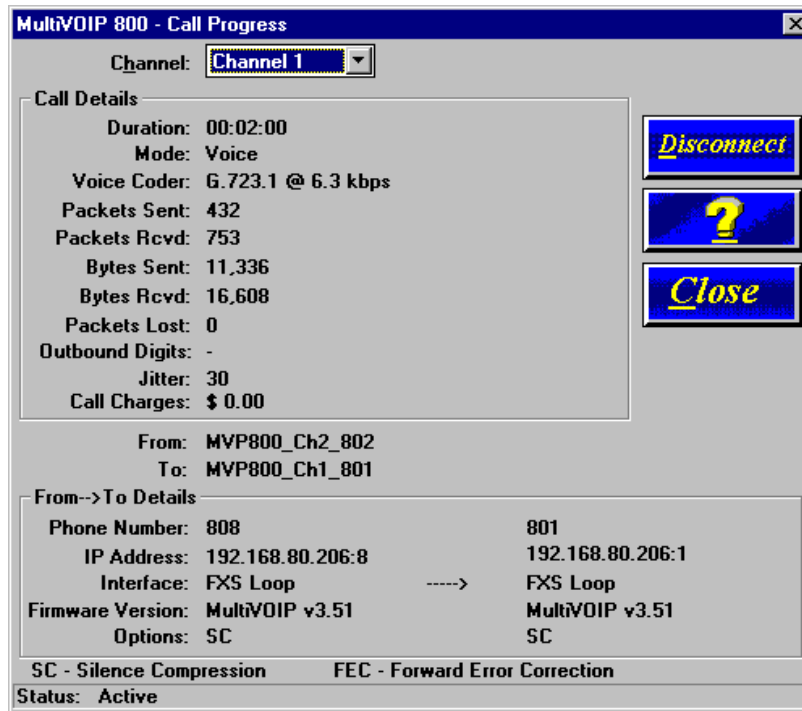 MultiVOIP 800 - Call Progress
Channel: Channel 1
Call Details
Duration: 00:02:00
Mode: Voice
Voice Coder: G.723.1 @ 6.3 kbps
Packets Sent: 432
Packets Rcvd: 753
Bytes Sent: 11,336
Bytes Rcvd: 16,608
Packets Lost: 0
Outbound Digits: -
Jitter: 30
Call Charges: $ 0.00
Disconnect
?
Close
From: MVP800_Ch2_802
To: MVP800_Ch1_801
From-->To Details
Phone Number: 808 801
IP Address: 192.168.80.206:8 192.168.80.206:1
Interface: FXS Loop -----> FXS Loop
Firmware Version: MultiVOIP v3.51 MultiVOIP v3.51
Options: SC SC
SC - Silence Compression FEC - Forward Error Correction
Status: Active